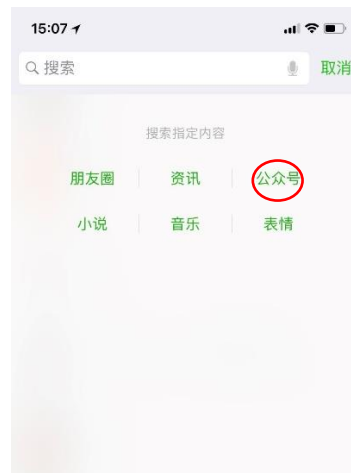 15:07
搜索 取消
搜索指定内容
朋友圈 资讯 公众号
小说 音乐 表情